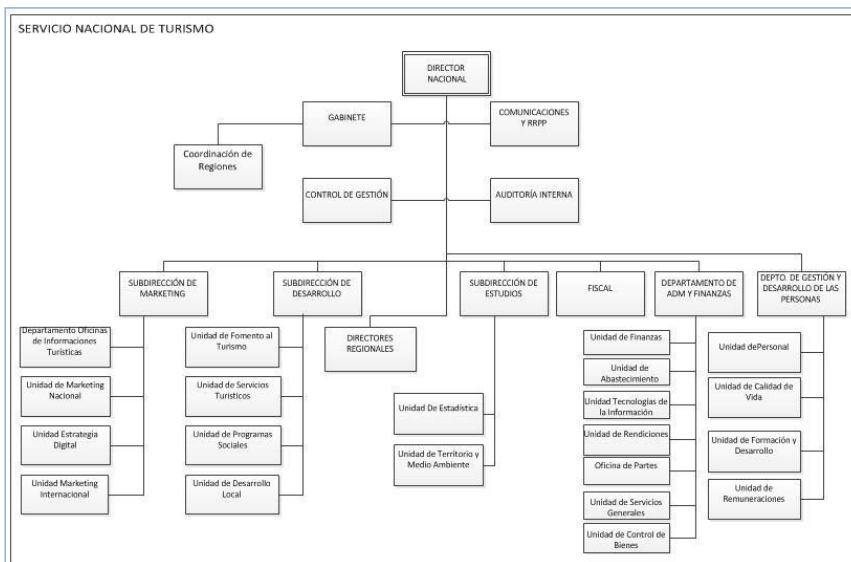 SERVICIO NACIONAL DE TURISMO
DIRECTOR
NACIONAL
GABINETE
COMUNICACIONES
Y RRPP
Coordinación de
Regiones
CONTROL DE GESTIÓN
AUDITORÍA INTERNA
SUBDIRECCIÓN DE
MARKETING
SUBDIRECCIÓN DE
DESARROLLO
SUBDIRECCIÓN DE
ESTUDIOS
FISCAL
DEPARTAMENTO DE
ADM Y FINANZAS
DEPTO. DE GESTIÓN Y
DESARROLLO DE LAS
PERSONAS
DIRECTORES
REGIONALES
Departamento Oficinas
de Informaciones
Turísticas
Unidad de Marketing
Nacional
Unidad Estrategia
Digital
Unidad Marketing
Internacional
Unidad de Fomento al
Turismo
Unidad de Servicios
Turísticos
Unidad de Programas
Sociales
Unidad de Desarrollo
Local
Unidad De Estadística
Unidad de Territorio y
Medio Ambiente
Unidad de Finanzas
Unidad de
Abastecimiento
Unidad Tecnologías de
la Información
Unidad de Rendiciones
Oficina de Partes
Unidad de Servicios
Generales
Unidad de Control de
Bienes
Unidad dePersonal
Unidad de Calidad de
Vida
Unidad de Formación y
Desarrollo
Unidad de
Remuneraciones